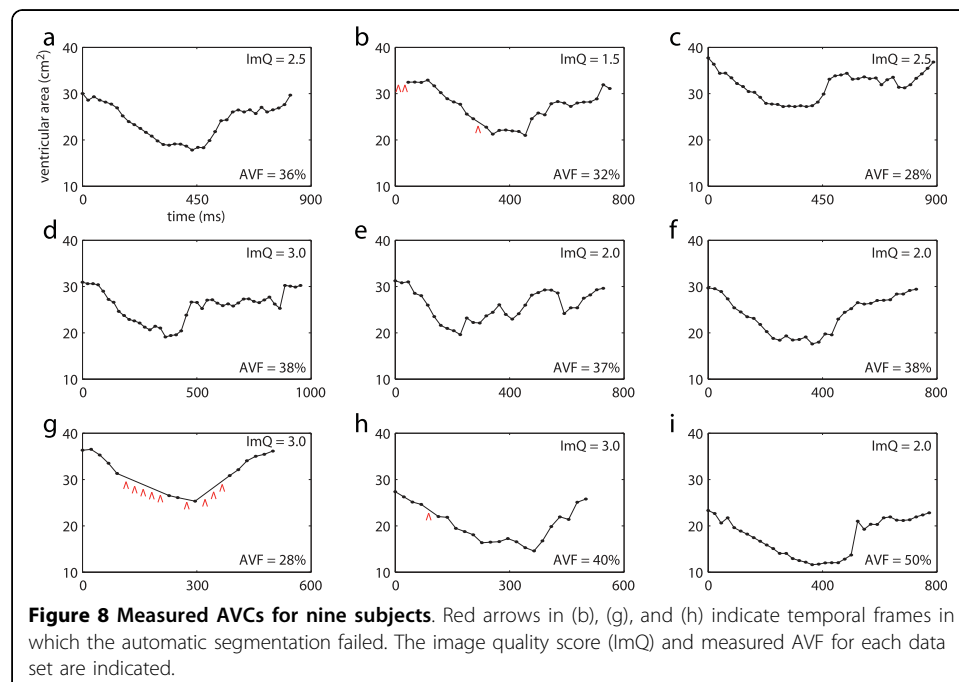 a
b
c
ImQ = 2.5
ImQ = 1.5
ImQ = 2.5
ventricular area (cm²)
40
30
20
10
40
30
20
10
40
30
20
10
AVF = 36%
AVF = 32%
AVF = 28%
0 450 900
0 400 800
0 450 900
time (ms)
d
e
f
ImQ = 3.0
ImQ = 2.0
ImQ = 2.0
40
30
20
10
40
30
20
10
40
30
20
10
AVF = 38%
AVF = 37%
AVF = 38%
0 500 1000
0 400 800
0 400 800
g
h
i
ImQ = 3.0
ImQ = 3.0
ImQ = 2.0
40
30
20
10
40
30
20
10
40
30
20
10
AVF = 28%
AVF = 40%
AVF = 50%
0 300 600
0 300 600
0 400 800
Figure 8 Measured AVCs for nine subjects. Red arrows in (b), (g), and (h) indicate temporal frames in
which the automatic segmentation failed. The image quality score (ImQ) and measured AVF for each data
set are indicated.